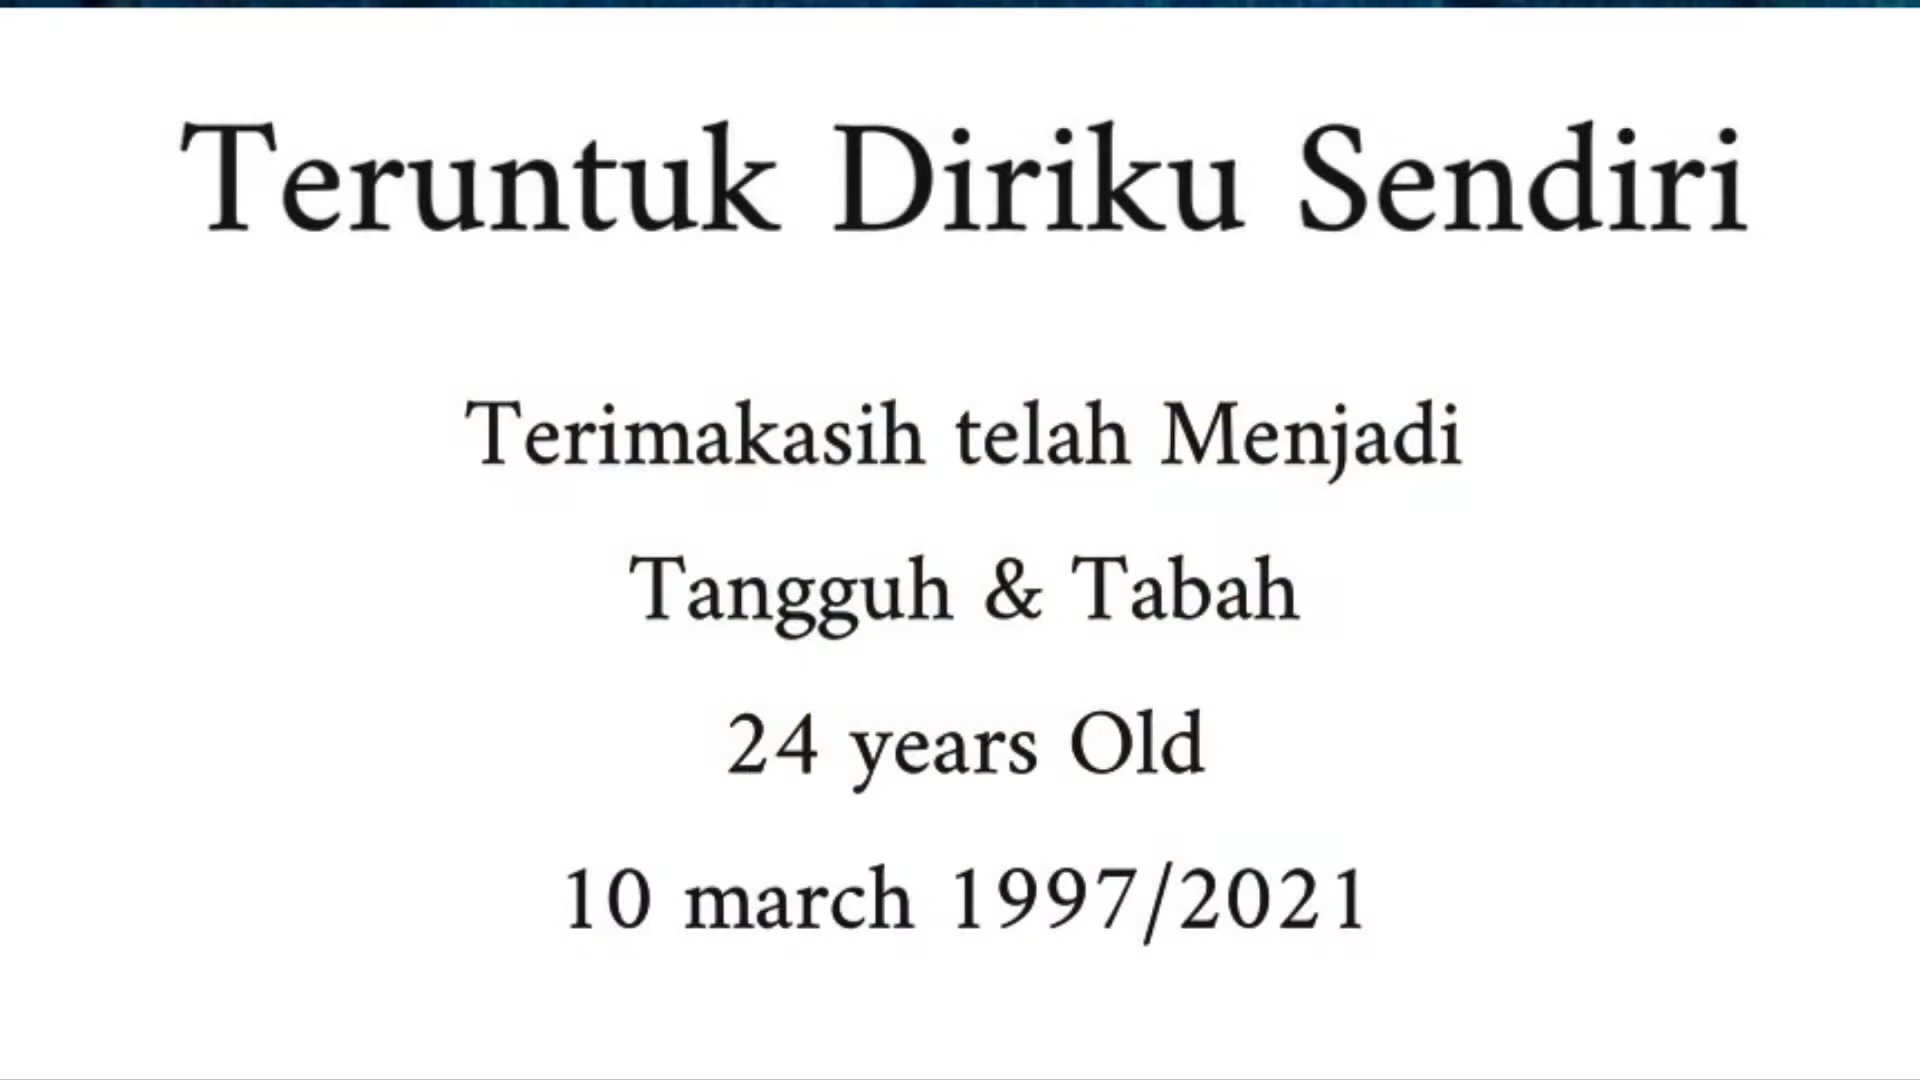 Teruntuk Diriku Sendiri
Terimakasih telah Menjadi
Tangguh & Tabah
24 years Old
10 march 1997/2021